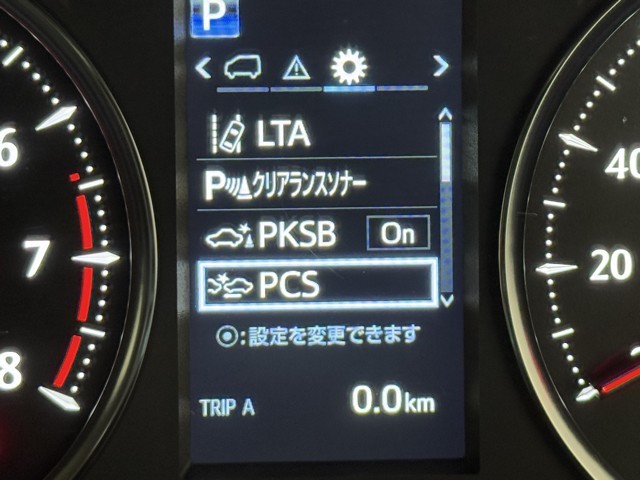 P
LTA
P クリアランスソナー
PKSB On
PCS
◎:設定を変更できます
TRIP A 0.0km
6
7
8
40
20